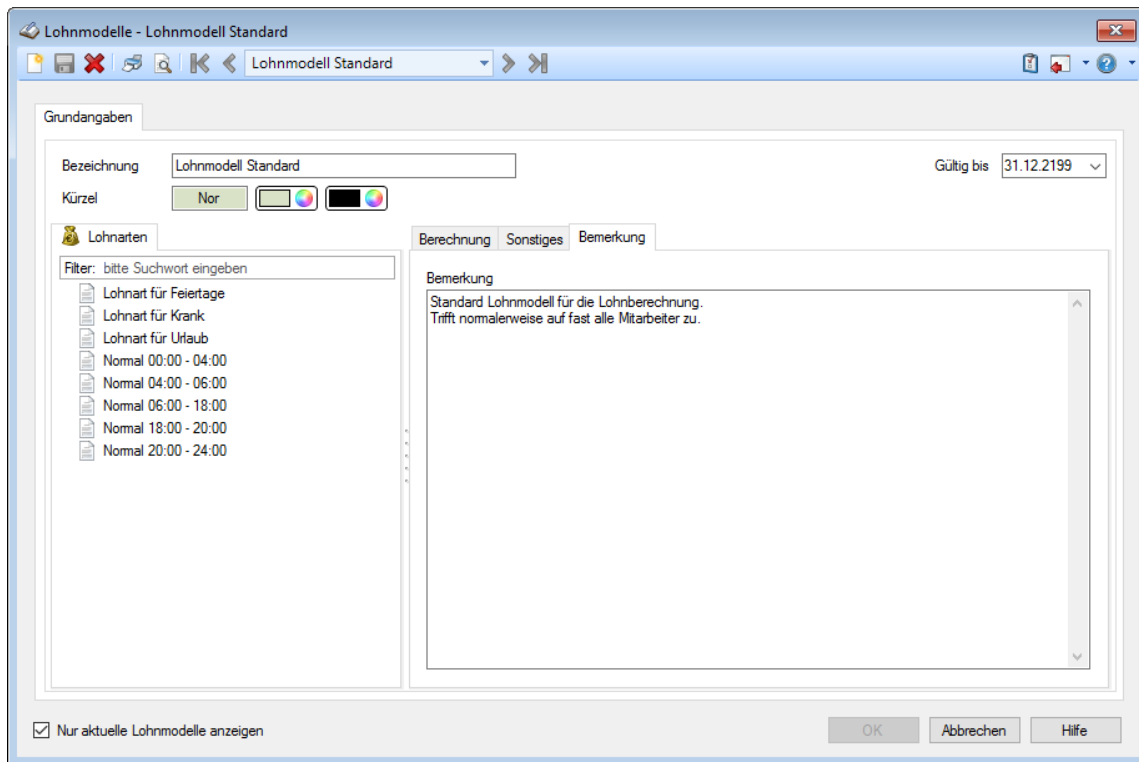 Lohnmodelle - Lohnmodell Standard
Lohnmodell Standard
Grundangaben
Bezeichnung Lohnmodell Standard Gültig bis 31.12.2199
Kürzel Nor
Lohnarten
Filter: bitte Suchwort eingeben
Lohnart für Feiertage
Lohnart für Krank
Lohnart für Urlaub
Normal 00:00 - 04:00
Normal 04:00 - 06:00
Normal 06:00 - 18:00
Normal 18:00 - 20:00
Normal 20:00 - 24:00
Berechnung Sonstiges Bemerkung
Bemerkung
Standard Lohnmodell für die Lohnberechnung.
Trifft normalerweise auf fast alle Mitarbeiter zu.
Nur aktuelle Lohnmodelle anzeigen
OK Abbrechen Hilfe